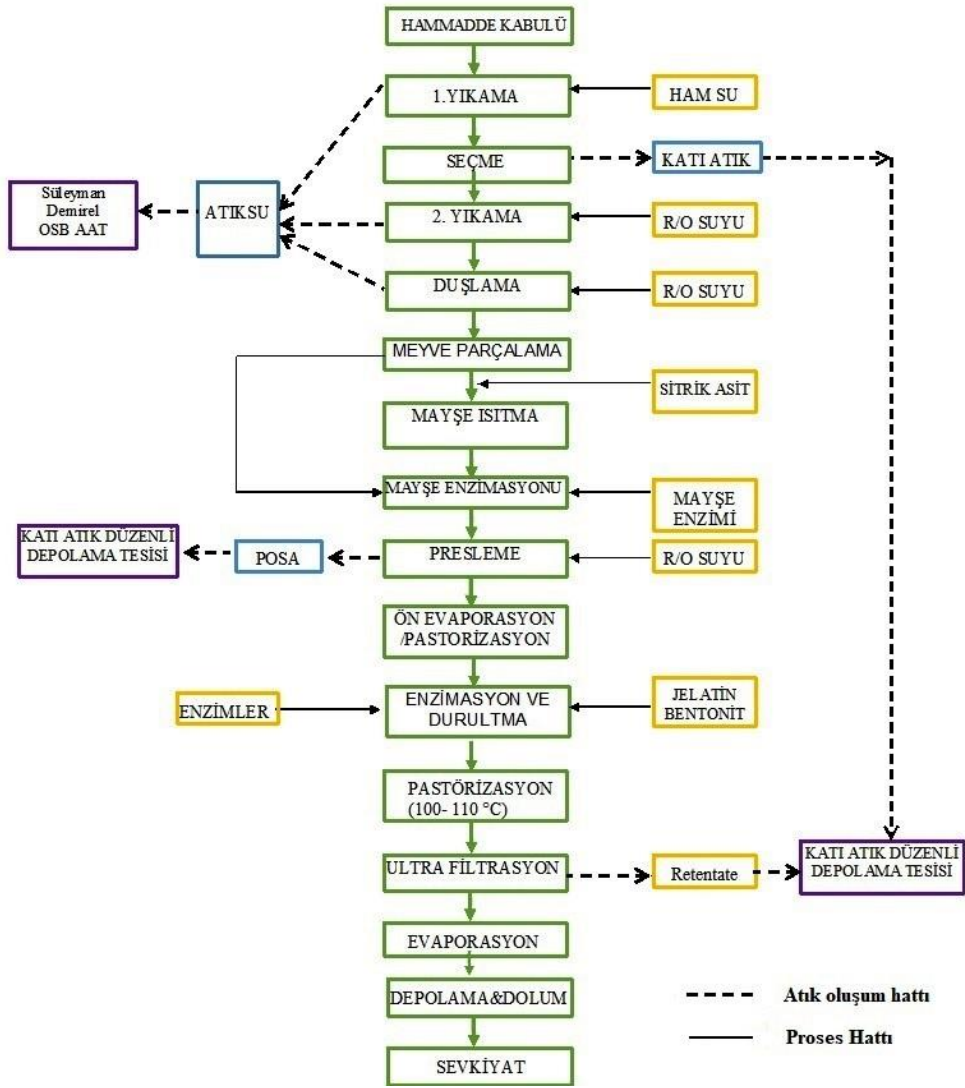 HAMMADDE KABULÜ
1.YIKAMA
HAM SU
SEÇME
KATI ATIK
Süleyman
Demirel
OSB AAT
ATIKSU
2. YIKAMA
R/O SUYU
DUŞLAMA
R/O SUYU
MEYVE PARÇALAMA
SİTRİK ASİT
MAYŞE ISITMA
MAYŞE ENZİMASYONU
MAYŞE
ENZİMİ
KATI ATIK DÜZENLİ
DEPOLAMA TESİSİ
POSA
PRESLEME
R/O SUYU
ÖN EVAPORASYON
/PASTORIZASYON
ENZİMLER
ENZİMASYON VE
DURULTMA
JELATİN
BENTONİT
PASTÖRİZASYON
(100- 110 °C)
ULTRA FİLTRASYON
Retentate
KATI ATIK DÜZENLİ
DEPOLAMA TESİSİ
EVAPORASYON
DEPOLAMA&DOLUM
SEVKİYAT
Atık oluşum hattı
Proses Hattı